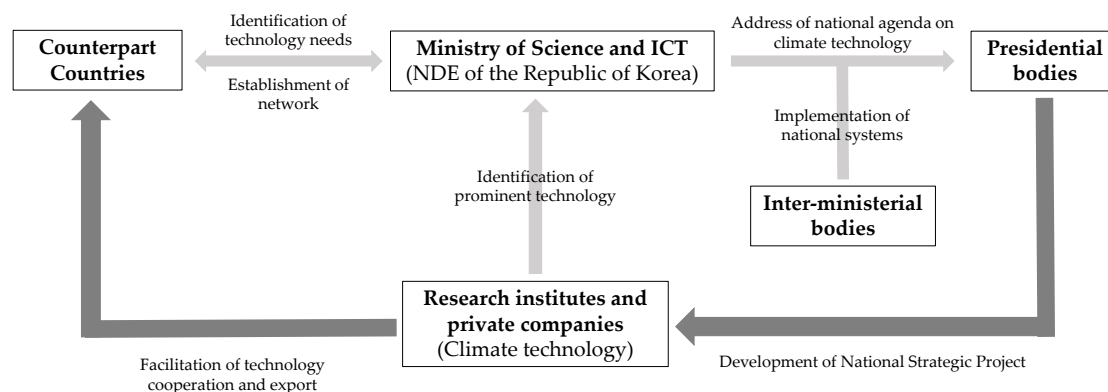 Identification of
technology needs
Establishment of
network
Counterpart
Countries
Ministry of Science and ICT
(NDE of the Republic of Korea)
Address of national agenda on
climate technology
Presidential
bodies
Implementation of
national systems
Identification of
prominent technology
Inter-ministerial
bodies
Research institutes and
private companies
(Climate technology)
Facilitation of technology
cooperation and export
Development of National Strategic Project